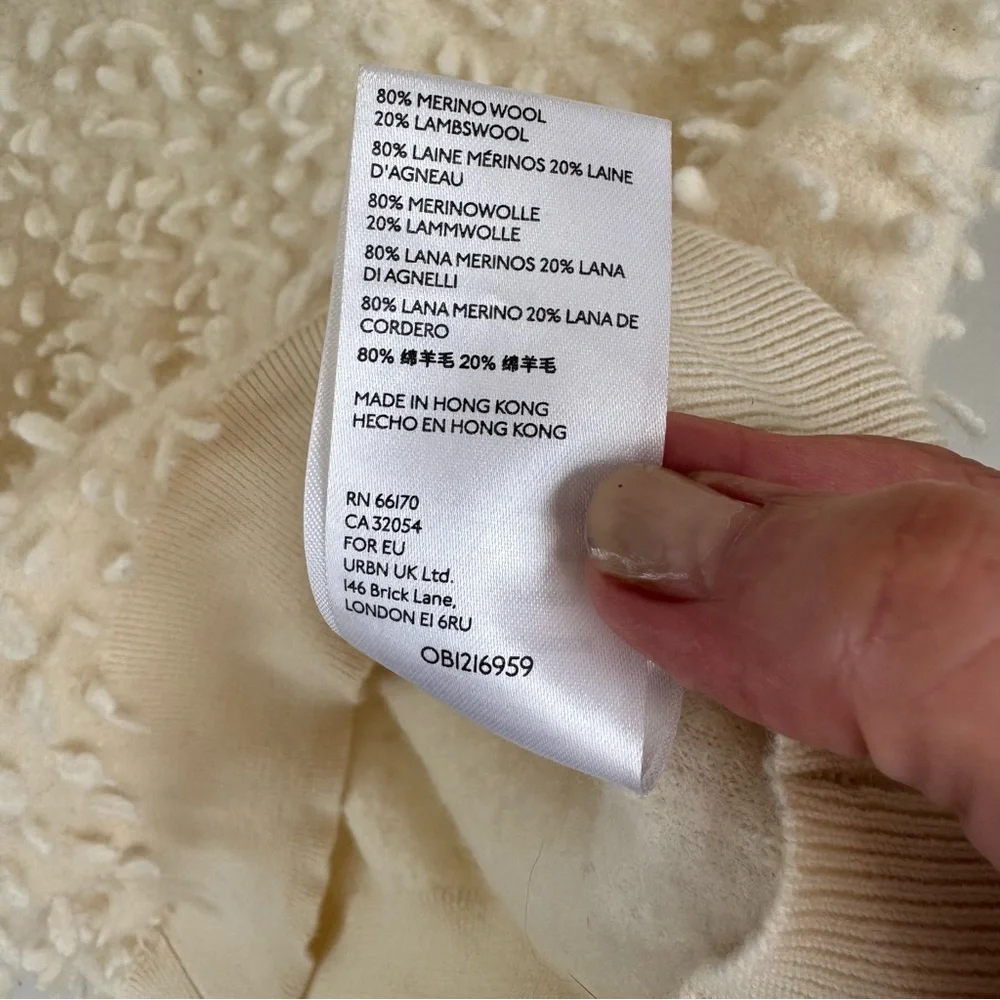 80% MERINO WOOL
20% LAMBSWOOL
80% LAINE MÉRINOS 20% LAINE
D'AGNEAU
80% MERINOWOLLE
20% LAMMWOLLE
80% LANA MERINOS 20% LANA
DI AGNELLI
80% LANA MERINO 20% LANA DE
CORDERO
80% 绵羊毛 20% 绵羊毛
MADE IN HONG KONG
HECHO EN HONG KONG
RN 66170
CA 32054
FOR EU
URBN UK Ltd.
146 Brick Lane,
LONDON E1 6RU
OB1216959